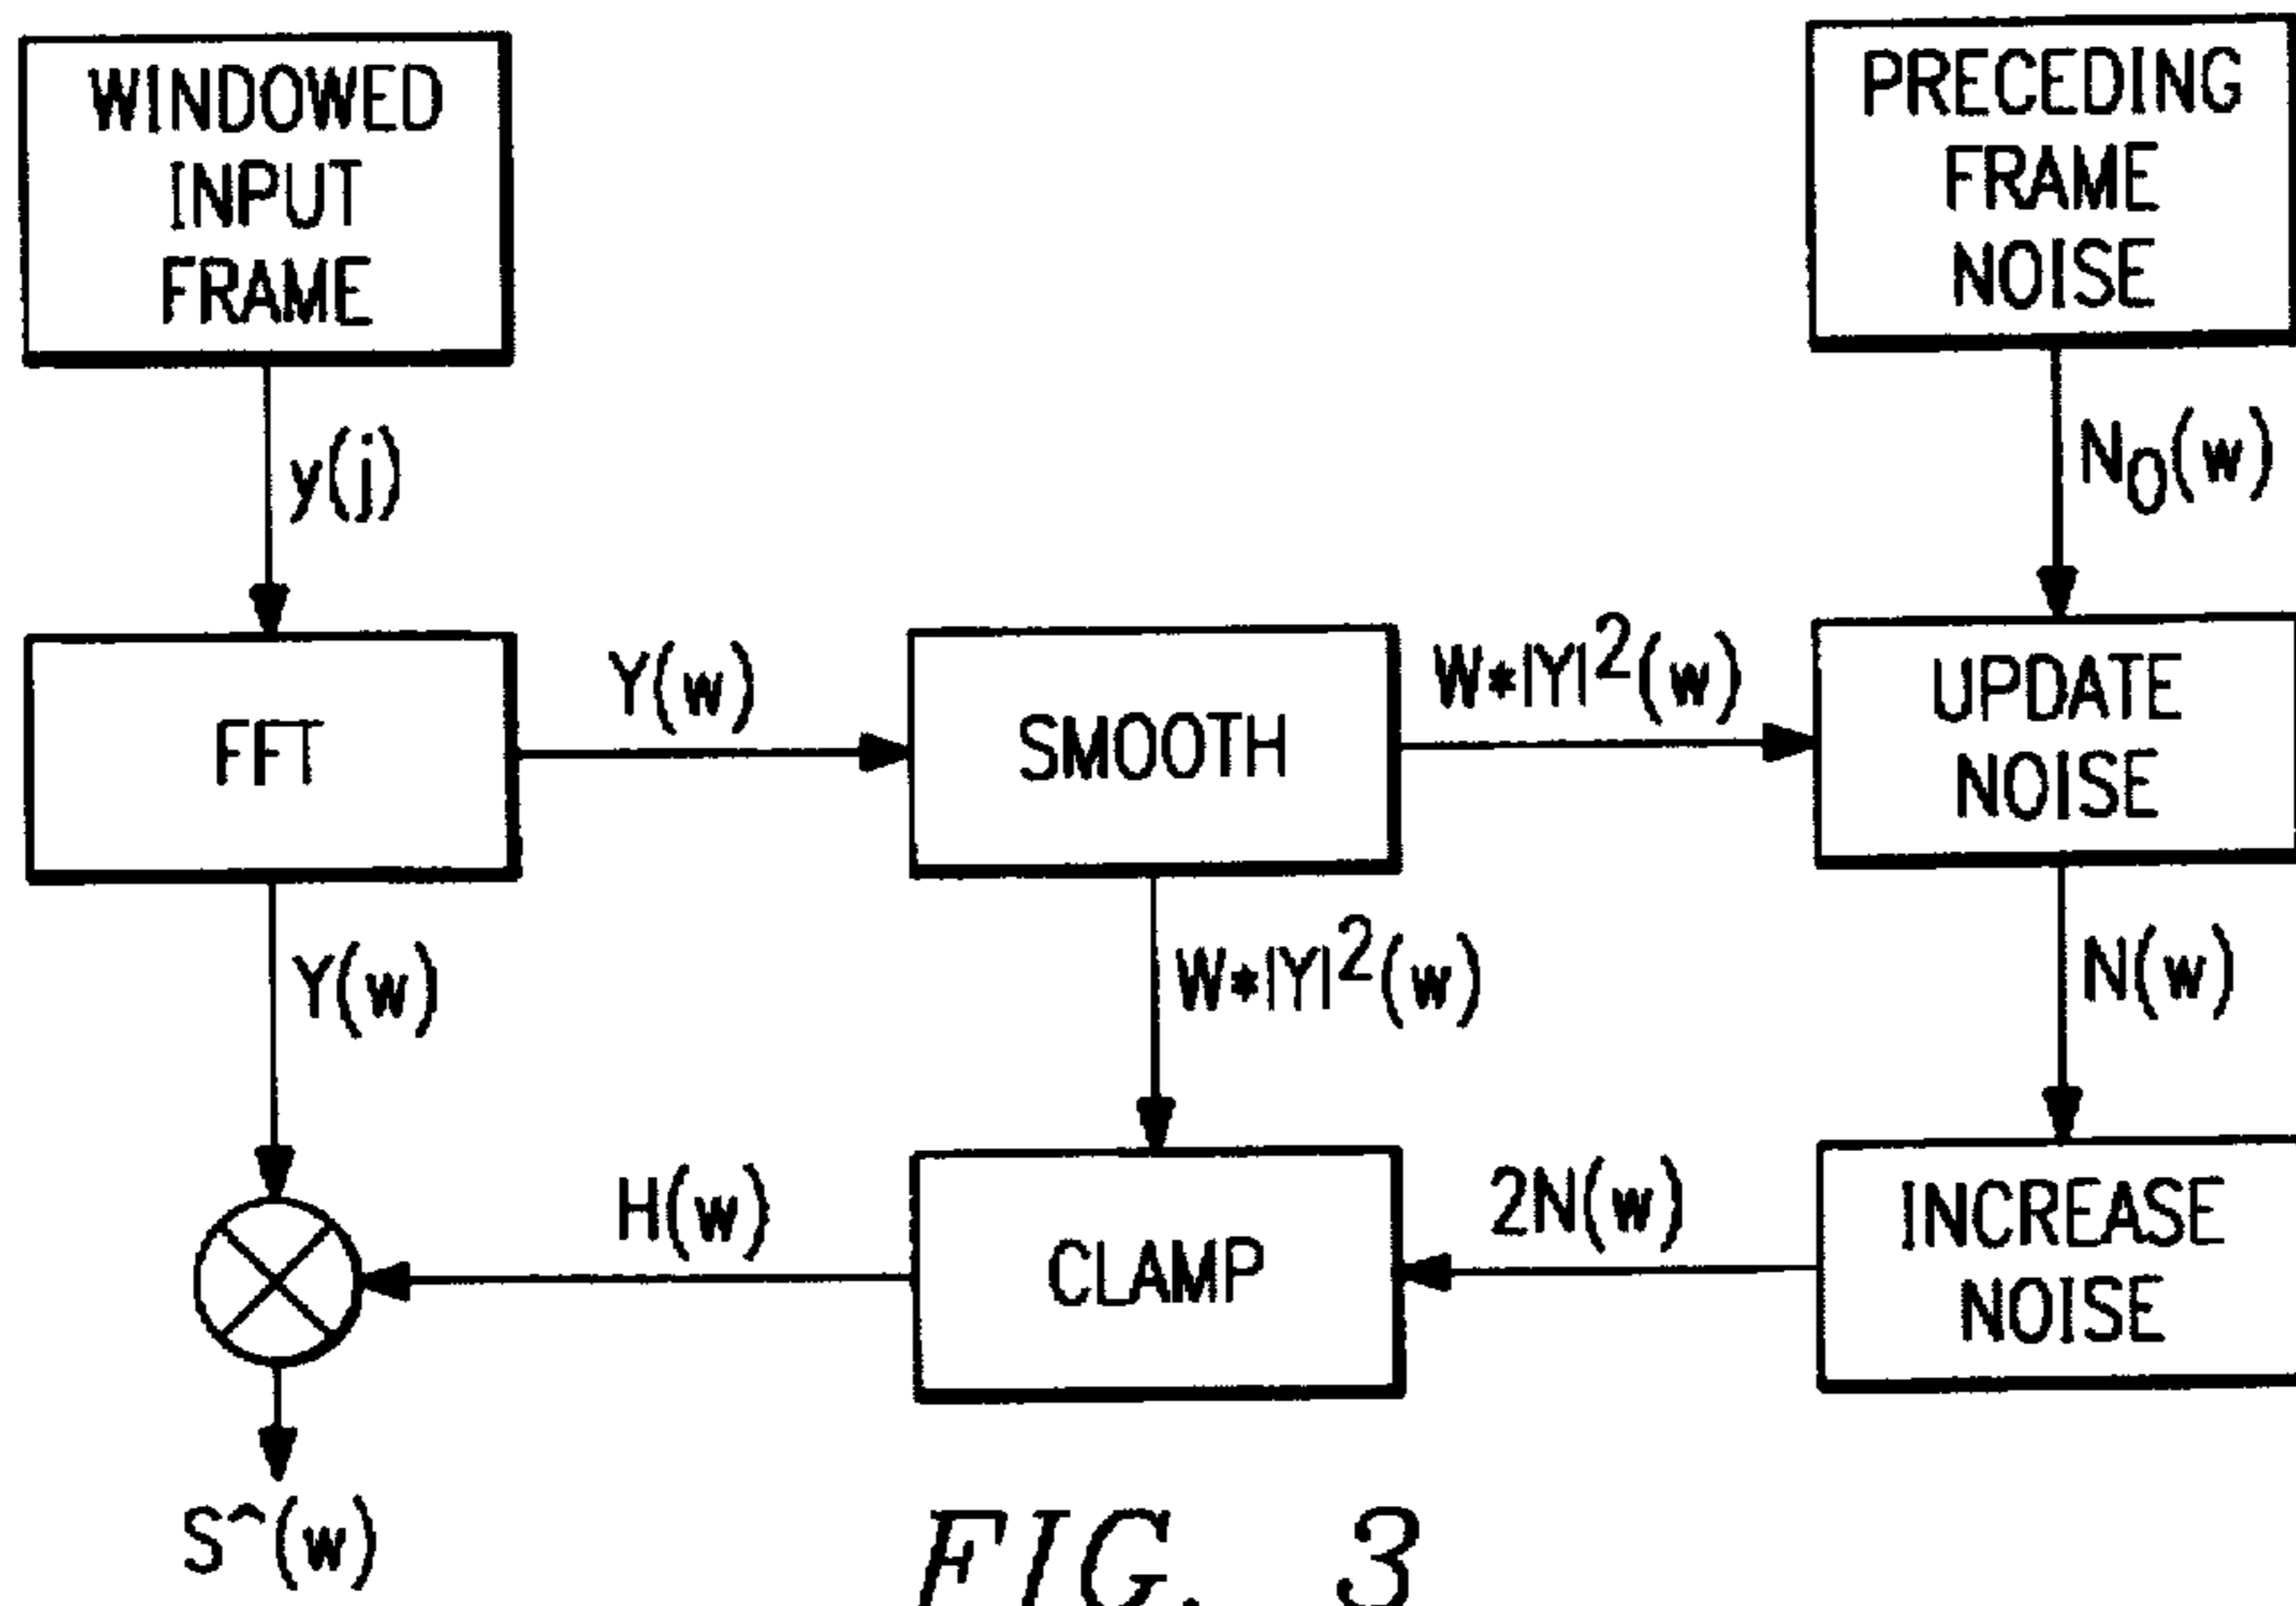 WINDOWED
INPUT
FRAME
PRECEDING
FRAME
NOISE
y(j)
N0(w)
FFT
Y(w)
SMOOTH
W*|Y|²(w)
UPDATE
NOISE
Y(w)
W*|Y|²(w)
N(w)
H(w)
CLAMP
2N(w)
INCREASE
NOISE
S^(w)
FIG. 3